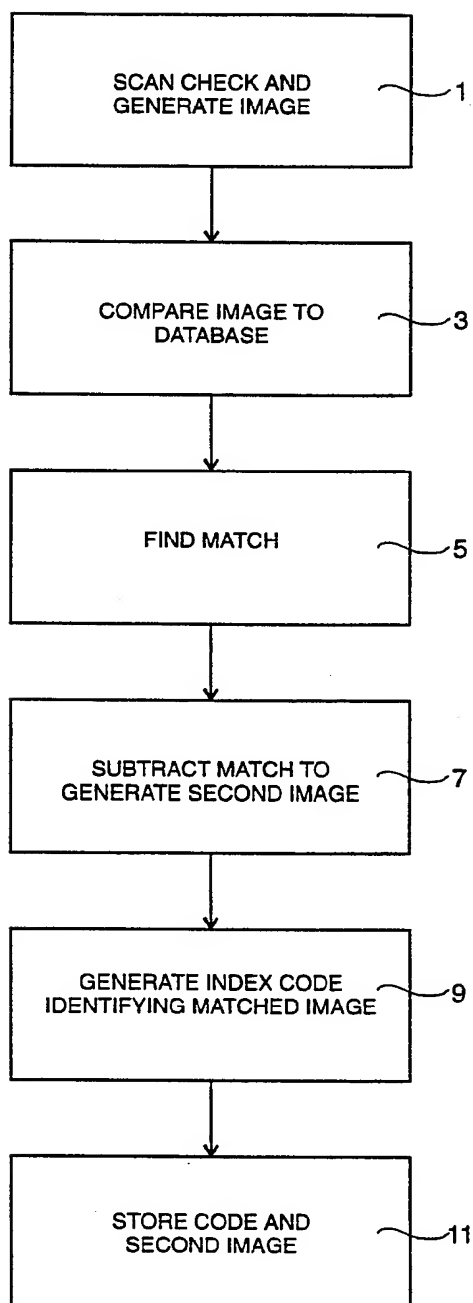 SCAN CHECK AND
GENERATE IMAGE
1
COMPARE IMAGE TO
DATABASE
3
FIND MATCH
5
SUBTRACT MATCH TO
GENERATE SECOND IMAGE
7
GENERATE INDEX CODE
IDENTIFYING MATCHED IMAGE
9
STORE CODE AND
SECOND IMAGE
11